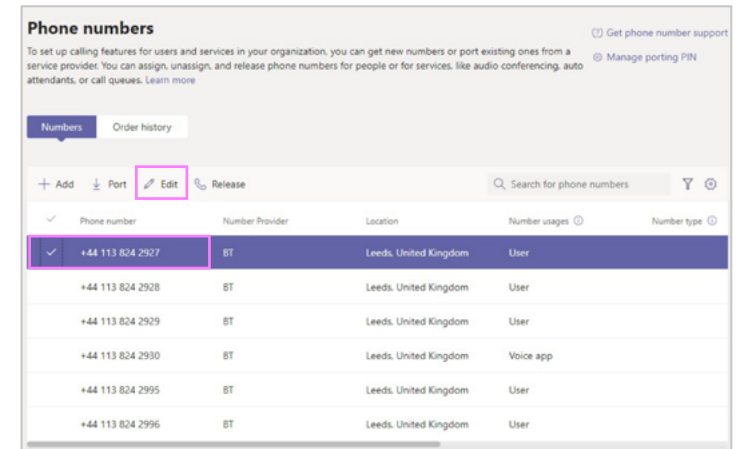 Phone numbers
Get phone number support
To set up calling features for users and services in your organization, you can get new numbers or port existing ones from a
service provider. You can assign, unassign, and release phone numbers for people or for services, like audio conferencing, auto
attendants, or call queues. Learn more
Manage porting PIN
Numbers Order history
Add Port Edit Release Search for phone numbers
Phone number Number Provider Location Number usages Number type
+44 113 824 2927 BT Leeds, United Kingdom User
+44 113 824 2928 BT Leeds, United Kingdom User
+44 113 824 2929 BT Leeds, United Kingdom User
+44 113 824 2930 BT Leeds, United Kingdom Voice app
+44 113 824 2995 BT Leeds, United Kingdom User
+44 113 824 2996 BT Leeds, United Kingdom User